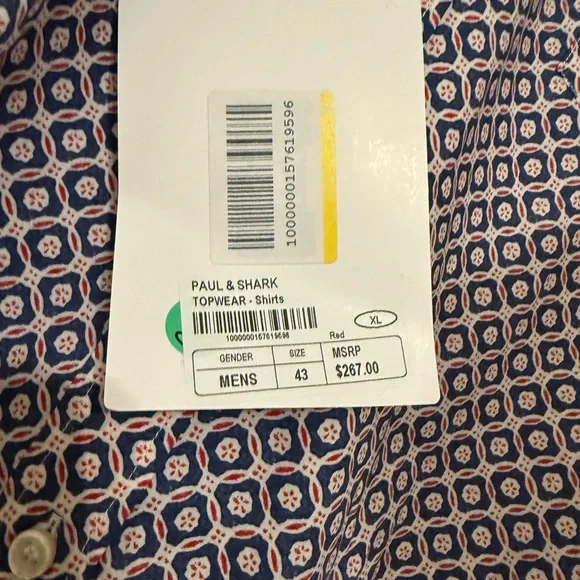 1000000157619596
PAUL & SHARK
TOPWEAR - Shirts
1000000157619596
Red
XL
GENDER SIZE MSRP
MENS 43 $267.00